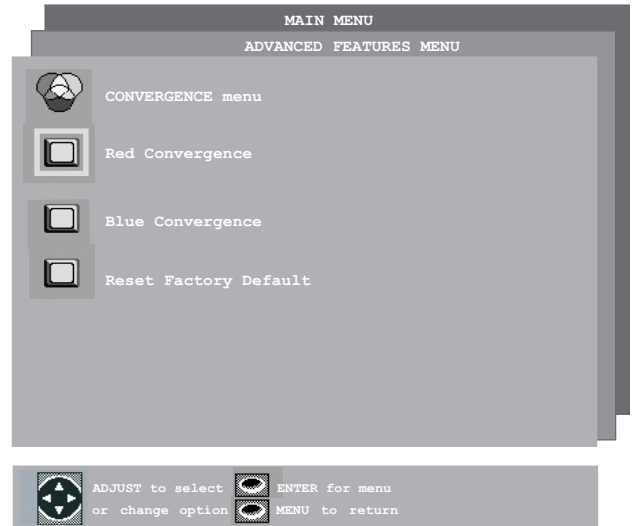 MAIN MENU
ADVANCED FEATURES MENU
CONVERGENCE menu
Red Convergence
Blue Convergence
Reset Factory Default
ADJUST to select ENTER for menu
or change option MENU to return